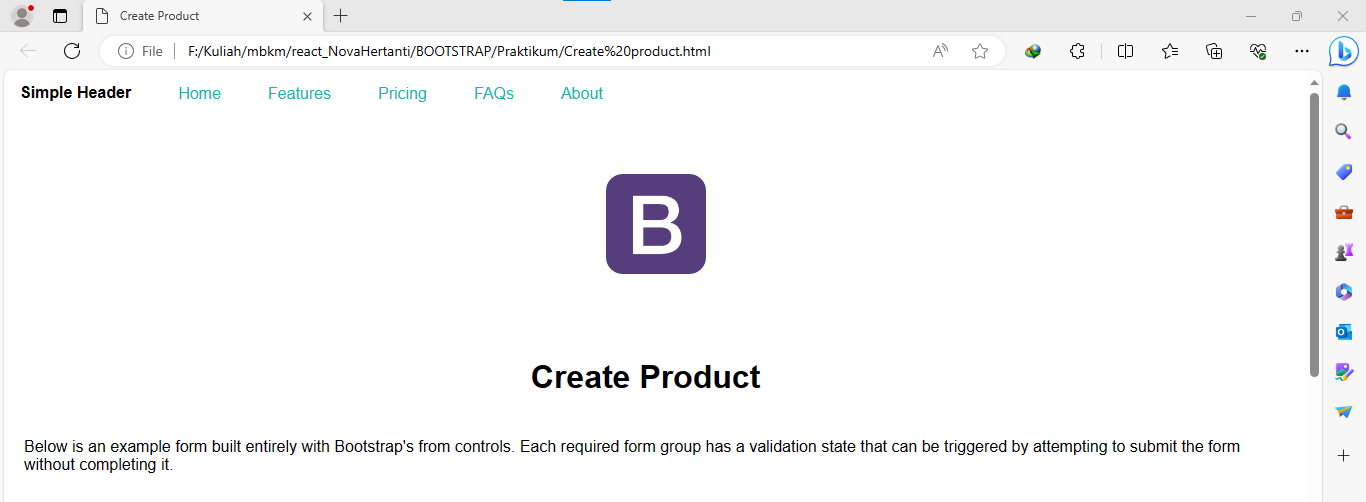 Create Product
File F:/Kuliah/mbkm/react_NovaHertanti/BOOTSTRAP/Praktikum/Create%20product.html
Simple Header Home Features Pricing FAQs About
B
Create Product
Below is an example form built entirely with Bootstrap's from controls. Each required form group has a validation state that can be triggered by attempting to submit the form
without completing it.